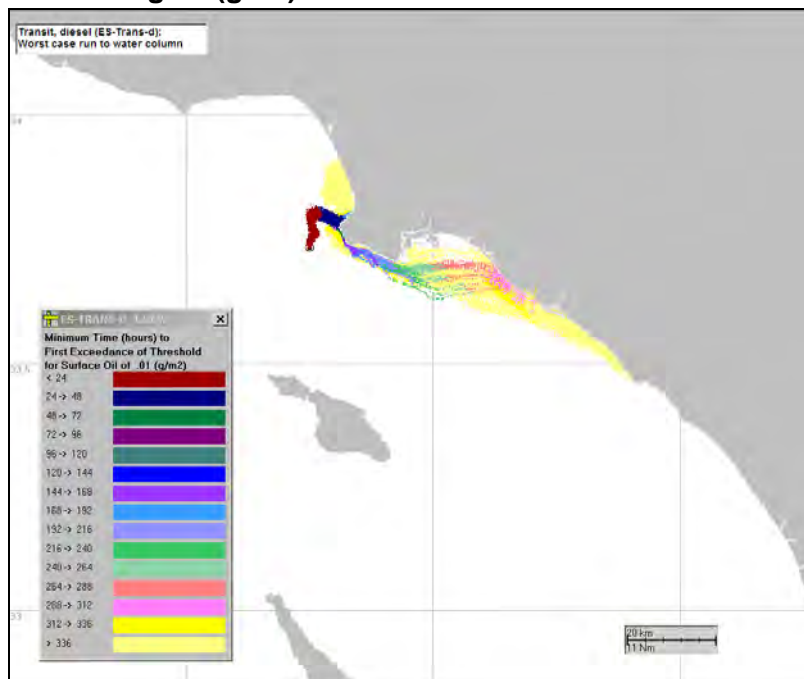 Transit, diesel (ES-Trans-d):
Worst case run to water column
Minimum Time (hours) to
First Exceedance of Threshold
for Surface Oil of .01 (g/m2)
< 24
24 -> 48
48 -> 72
72 -> 96
96 -> 120
120 -> 144
144 -> 168
168 -> 192
192 -> 216
216 -> 240
240 -> 264
264 -> 288
288 -> 312
312 -> 336
> 336
20 km
11 Nm